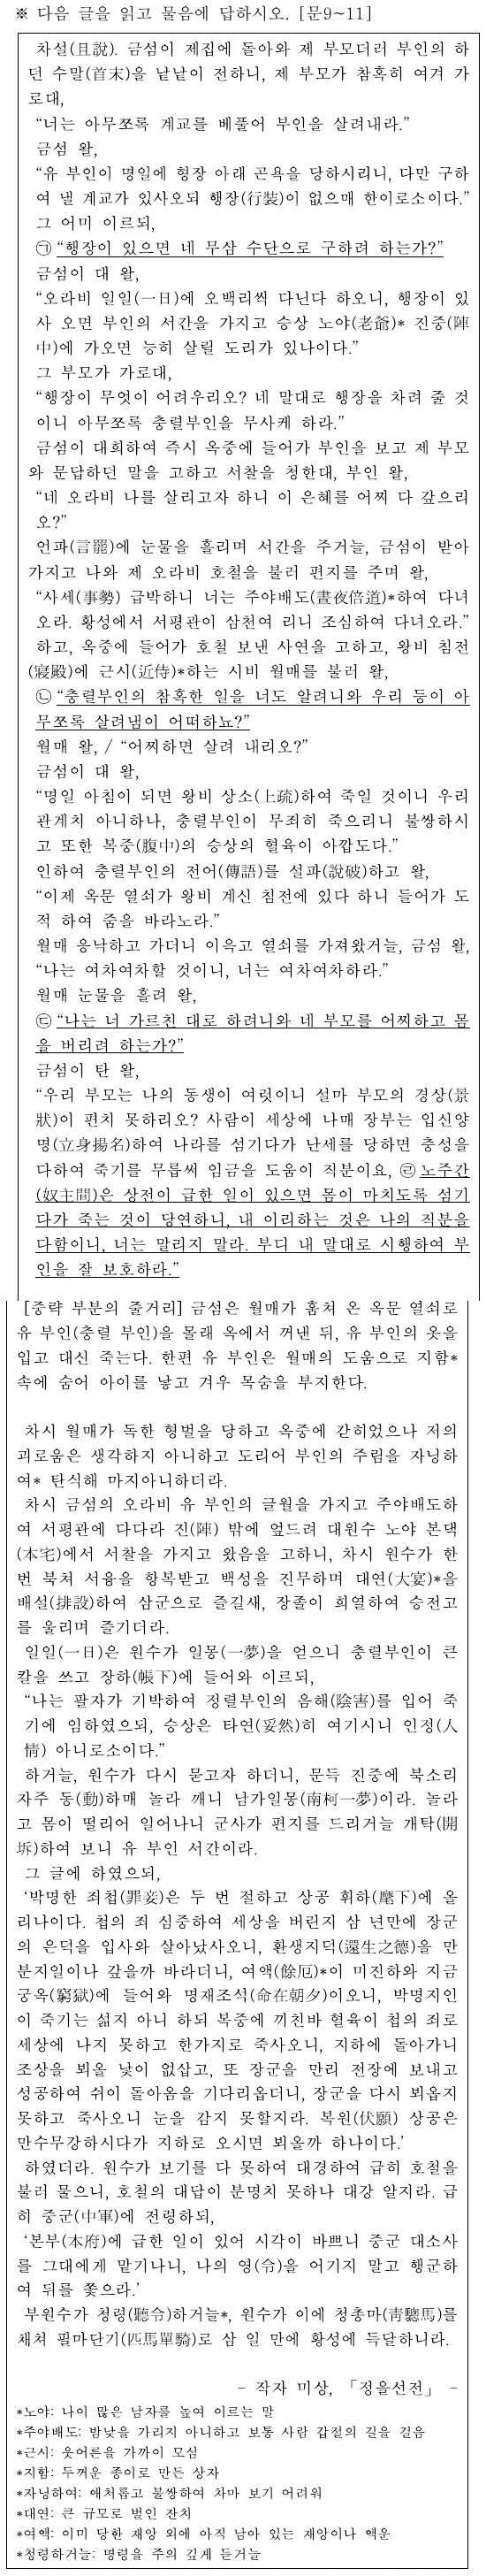 ※ 다음 글을 읽고 물음에 답하시오. [문9~11]
차설(且說). 금섬이 제집에 돌아와 제 부모더러 부인의 하
던 수말(首末)을 낱낱이 전하니, 제 부모가 참혹히 여겨 가
로대,
“너는 아무쪼록 계교를 베풀어 부인을 살려내라.”
금섬 왈,
“유 부인이 명일에 형장 아래 곤욕을 당하시리니, 다만 구하
여 낼 계교가 있사오되 행장(行裝)이 없으매 한이로소이다.”
그 어미 이르되,
㉠ “행장이 있으면 네 무삼 수단으로 구하려 하는가?”
금섬이 대 왈,
“오라비 일일(一日)에 오백리씩 다닌다 하오니, 행장이 있
사 오면 부인의 서간을 가지고 승상 노야(老爺)* 진중(陣
中)에 가오면 능히 살릴 도리가 있나이다.”
그 부모가 가로대,
“행장이 무엇이 어려우리오? 네 말대로 행장을 차려 줄 것
이니 아무쪼록 충렬부인을 무사케 하라.”
금섬이 대희하여 즉시 옥중에 들어가 부인을 보고 제 부모
와 문답하던 말을 고하고 서찰을 청한대, 부인 왈,
“네 오라비 나를 살리고자 하니 이 은혜를 어찌 다 갚으리
오?”
언파(言罷)에 눈물을 흘리며 서간을 주거늘, 금섬이 받아
가지고 나와 제 오라비 호철을 불러 편지를 주며 왈,
“사세(事勢) 급박하니 너는 주야배도(晝夜倍道)*하여 다녀
오라. 황성에서 서평관이 삼천여 리니 조심하여 다녀오라.”
하고, 옥중에 들어가 호철 보낸 사연을 고하고, 왕비 침전
(寢殿)에 근시(近侍)*하는 시비 월매를 불러 왈,
㉡ “충렬부인의 참혹한 일을 너도 알려니와 우리 등이 아
무쪼록 살려냄이 어떠하뇨?”
월매 왈, / “어찌하면 살려 내리오?”
금섬이 대 왈,
“명일 아침이 되면 왕비 상소(上疏)하여 죽일 것이니 우리
관계치 아니하나, 충렬부인이 무죄히 죽으리니 불쌍하시
고 또한 복중(腹中)의 승상의 혈육이 아깝도다.”
인하여 충렬부인의 전어(傳語)를 설파(說破)하고 왈,
“이제 옥문 열쇠가 왕비 계신 침전에 있다 하니 들어가 도
적 하여 줌을 바라노라.”
월매 응낙하고 가더니 이윽고 열쇠를 가져왔거늘, 금섬 왈,
“나는 여차여차할 것이니, 너는 여차여차하라.”
월매 눈물을 흘려 왈,
㉢ “나는 너 가르친 대로 하려니와 네 부모를 어찌하고 몸
을 버리려 하는가?”
금섬이 탄 왈,
“우리 부모는 나의 동생이 여럿이니 설마 부모의 경상(景
狀)이 편치 못하리오? 사람이 세상에 나매 장부는 입신양
명(立身揚名)하여 나라를 섬기다가 난세를 당하면 충성을
다하여 죽기를 무릅써 임금을 도움이 직분이요, ㉣ 노주간
(奴主間)은 상전이 급한 일이 있으면 몸이 마치도록 섬기
다가 죽는 것이 당연하니, 내 이리하는 것은 나의 직분을
다함이니, 너는 말리지 말라. 부디 내 말대로 시행하여 부
인을 잘 보호하라.”
[중략 부분의 줄거리] 금섬은 월매가 훔쳐 온 옥문 열쇠로
유 부인(충렬 부인)을 몰래 옥에서 꺼낸 뒤, 유 부인의 옷을
입고 대신 죽는다. 한편 유 부인은 월매의 도움으로 지함*
속에 숨어 아이를 낳고 겨우 목숨을 부지한다.
차시 월매가 독한 형벌을 당하고 옥중에 갇히었으나 저의
괴로움은 생각하지 아니하고 도리어 부인의 주림을 자닝하
여* 탄식해 마지아니하더라.
차시 금섬의 오라비 유 부인의 글월을 가지고 주야배도하
여 서평관에 다다라 진(陣) 밖에 엎드려 대원수 노야 본댁
(本宅)에서 서찰을 가지고 왔음을 고하니, 차시 원수가 한
번 북쳐 서융을 항복받고 백성을 진무하며 대연(大宴)*을
배설(排設)하여 삼군으로 즐길새, 장졸이 희열하여 승전고
를 울리며 즐기더라.
일일(一日)은 원수가 일몽(一夢)을 얻으니 충렬부인이 큰
칼을 쓰고 장하(帳下)에 들어와 이르되,
“나는 팔자가 기박하여 정렬부인의 음해(陰害)를 입어 죽
기에 임하였으되, 승상은 타연(妥然)히 여기시니 인정(人
情) 아니로소이다.”
하거늘, 원수가 다시 묻고자 하더니, 문득 진중에 북소리
자주 동(動)하매 놀라 깨니 남가일몽(南柯一夢)이라. 놀라
고 몸이 떨리어 일어나니 군사가 편지를 드리거늘 개탁(開
坼)하여 보니 유 부인 서간이라.
그 글에 하였으되,
‘박명한 죄첩(罪妾)은 두 번 절하고 상공 휘하(麾下)에 올
리나이다. 첩의 죄 심중하여 세상을 버린지 삼 년만에 장군
의 은덕을 입사와 살아났사오니, 환생지덕(還生之德)을 만
분지일이나 갚을까 바라더니, 여액(餘厄)*이 미진하와 지금
궁옥(窮獄)에 들어와 명재조석(命在朝夕)이오니, 박명지인
이 죽기는 섧지 아니 하되 복중에 끼친바 혈육이 첩의 죄로
세상에 나지 못하고 한가지로 죽사오니, 지하에 돌아가니
조상을 뵈올 낯이 없삽고, 또 장군을 만리 전장에 보내고
성공하여 쉬이 돌아옴을 기다리옵더니, 장군을 다시 뵈옵지
못하고 죽사오니 눈을 감지 못할지라. 복원(伏願) 상공은
만수무강하시다가 지하로 오시면 뵈올까 하나이다.’
하였더라. 원수가 보기를 다 못하여 대경하여 급히 호철을
불러 물으니, 호철의 대답이 분명치 못하나 대강 알지라. 급
히 중군(中軍)에 전령하되,
‘본부(本府)에 급한 일이 있어 시각이 바쁘니 중군 대소사
를 그대에게 맡기나니, 나의 영(令)을 어기지 말고 행군하
여 뒤를 쫓으라.’
부원수가 청령(聽令)하거늘*, 원수가 이에 청총마(靑驄馬)를
채쳐 필마단기(匹馬單騎)로 삼 일 만에 황성에 득달하니라.
- 작자 미상, 「정을선전」 -
*노야: 나이 많은 남자를 높여 이르는 말
*주야배도: 밤낮을 가리지 아니하고 보통 사람 갑절의 길을 걸음
*근시: 웃어른을 가까이 모심
*지함: 두꺼운 종이로 만든 상자
*자닝하여: 애처롭고 불쌍하여 차마 보기 어려워
*대연: 큰 규모로 벌인 잔치
*여액: 이미 당한 재앙 외에 아직 남아 있는 재앙이나 액운
*청령하거늘: 명령을 주의 깊게 듣거늘